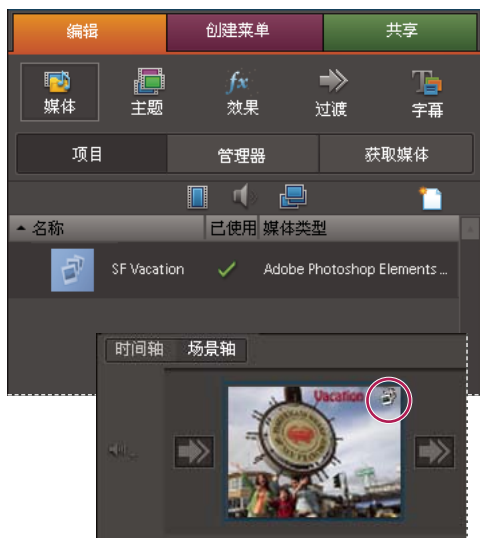 编辑 创建菜单 共享
媒体 主题 效果 过渡 字幕
项目 管理器 获取媒体
名称 已使用 媒体类型
SF Vacation Adobe Photoshop Elements ...
时间轴 场景轴
Vacation